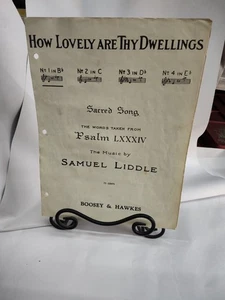 HOW LOVELY ARE THY DWELLINGS
No 1 IN B♭ No 2 IN C No 3 IN D♭ No 4 IN E♭
Sacred Song
THE WORDS TAKEN FROM
Psalm LXXXIV
The Music by
SAMUEL LIDDLE
BOOSEY & HAWKES